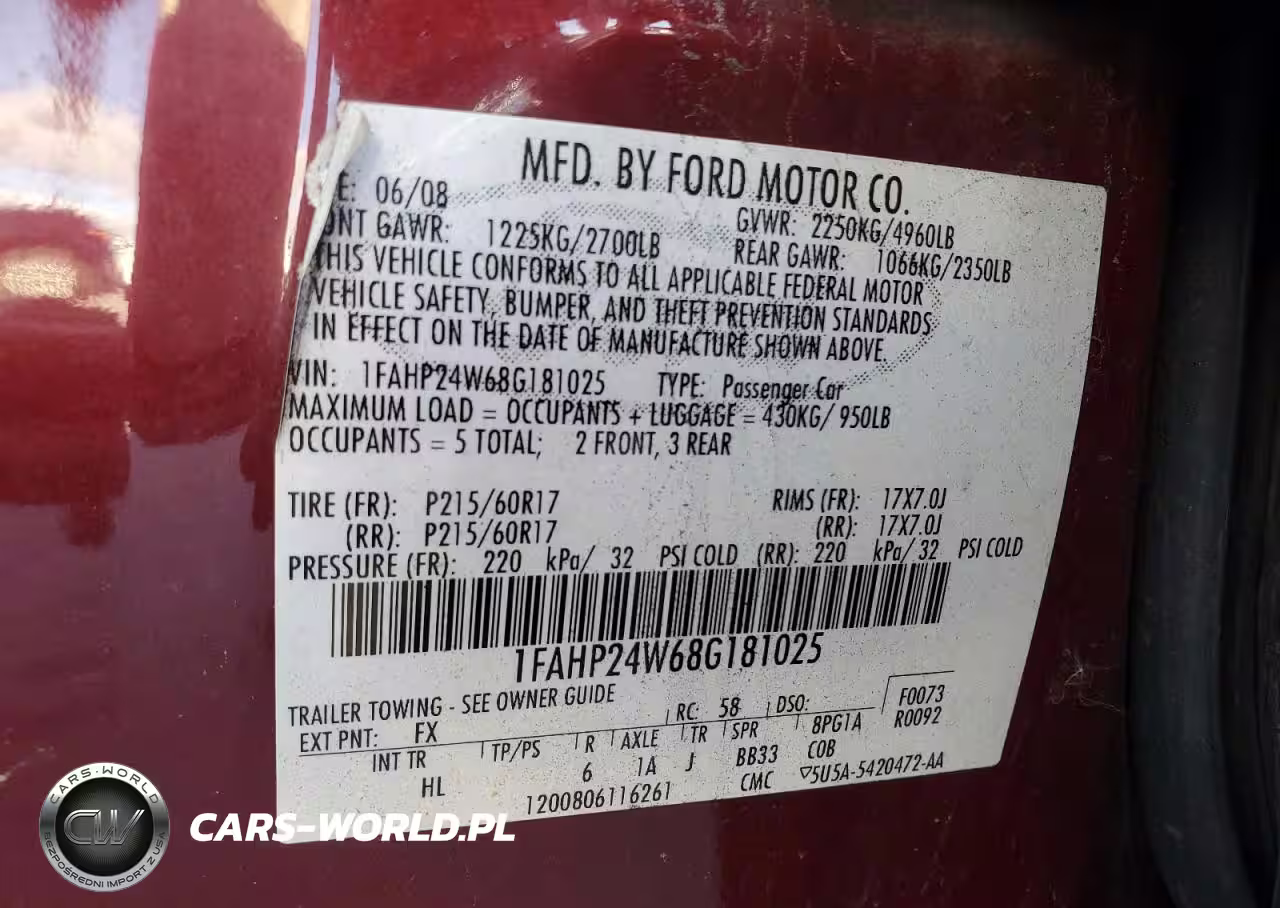 MFD. BY FORD MOTOR CO.
E: 06/08 GVWR: 2250KG/4960LB
ONT GAWR: 1225KG/2700LB REAR GAWR: 1066KG/2350LB
THIS VEHICLE CONFORMS TO ALL APPLICABLE FEDERAL MOTOR
VEHICLE SAFETY, BUMPER, AND THEFT PREVENTION STANDARDS
IN EFFECT ON THE DATE OF MANUFACTURE SHOWN ABOVE.
VIN: 1FAHP24W68G181025 TYPE: Passenger Car
MAXIMUM LOAD = OCCUPANTS + LUGGAGE = 430KG/ 950LB
OCCUPANTS = 5 TOTAL; 2 FRONT, 3 REAR
TIRE (FR): P215/60R17 RIMS (FR): 17X7.0J
(RR): P215/60R17 (RR): 17X7.0J
PRESSURE (FR): 220 kPa/ 32 PSI COLD (RR): 220 kPa/ 32 PSI COLD
1FAHP24W68G181025
TRAILER TOWING - SEE OWNER GUIDE
EXT PNT: FX RC: 58 DSO: F0073
INT TR TP/PS R AXLE TR SPR 8PG1A R0092
HL 6 1A J BB33 COB
1200806116261 CMC ▽5U5A-5420472-AA
CARS-WORLD
CW
BEZPOŚREDNI IMPORT Z USA
CARS-WORLD.PL